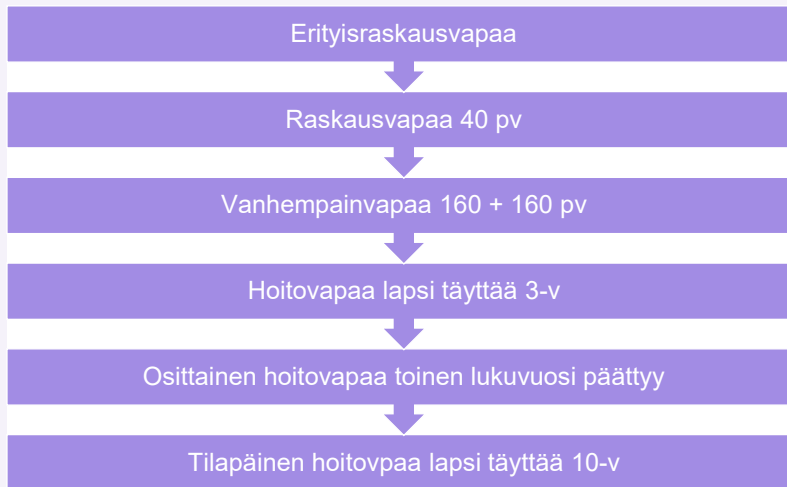 Erityisraskausvapaa
Raskausvapaa 40 pv
Vanhempainvapaa 160 + 160 pv
Hoitovapaa lapsi täyttää 3-v
Osittainen hoitovapaa toinen lukuvuosi päättyy
Tilapäinen hoitovpaa lapsi täyttää 10-v